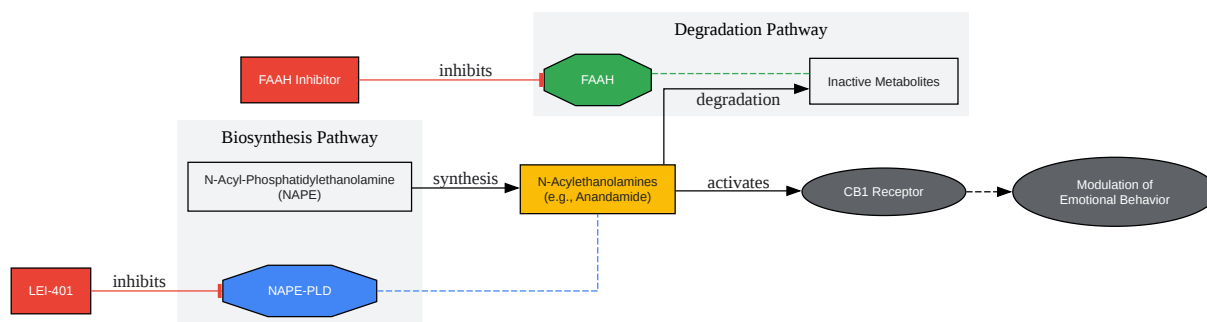 Degradation Pathway
FAAH Inhibitor
inhibits
FAAH
Inactive Metabolites
degradation
Biosynthesis Pathway
N-Acyl-Phosphatidylethanolamine
(NAPE)
synthesis
N-Acylethanolamines
(e.g., Anandamide)
activates
CB1 Receptor
Modulation of
Emotional Behavior
LEI-401
inhibits
NAPE-PLD